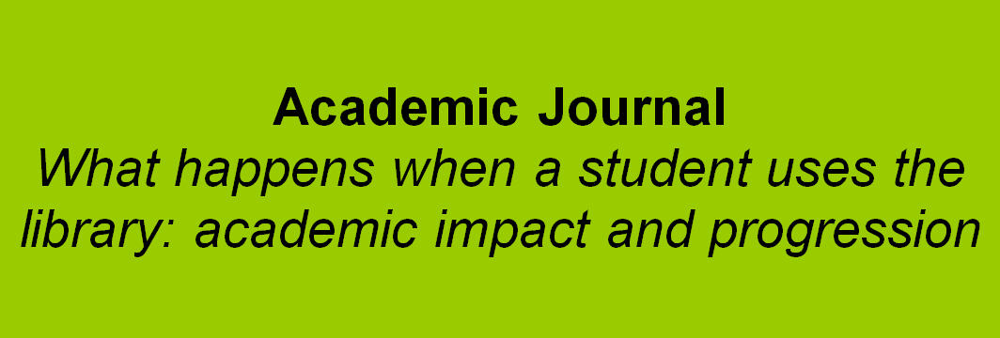 Academic Journal
What happens when a student uses the
library: academic impact and progression